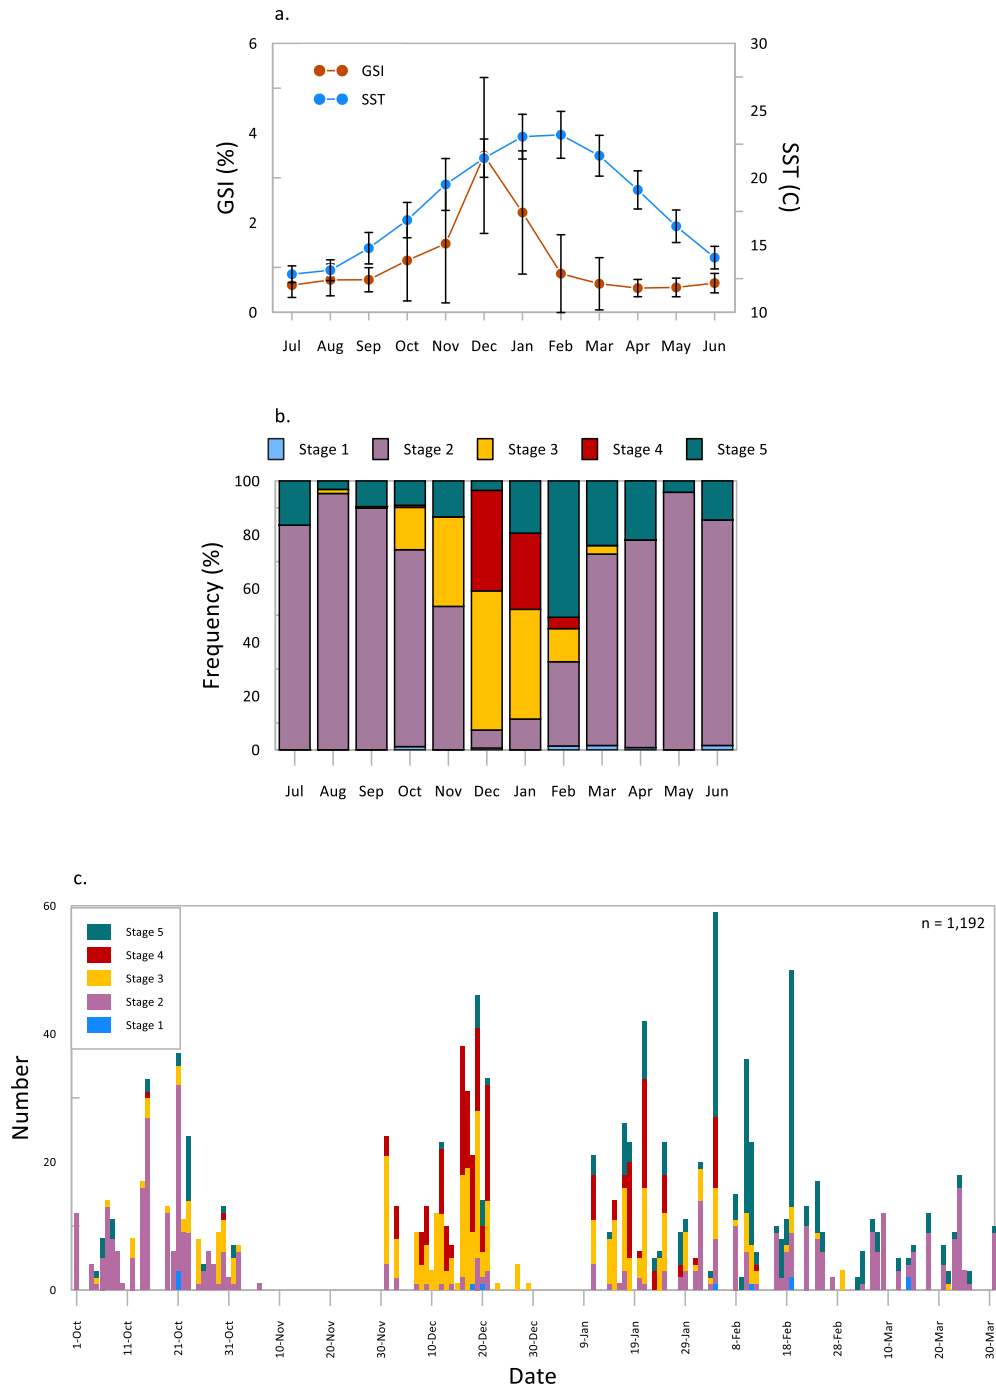 a.
6
30
GSI
SST
25
4
GSI (%)
20
SST (C)
2
15
0
10
Jul Aug Sep Oct Nov Dec Jan Feb Mar Apr May Jun
b.
Stage 1 Stage 2 Stage 3 Stage 4 Stage 5
100
80
60
Frequency (%)
40
20
0
Jul Aug Sep Oct Nov Dec Jan Feb Mar Apr May Jun
c.
60
n = 1,192
Stage 5
Stage 4
Stage 3
Stage 2
Stage 1
40
Number
20
0
1-Oct 11-Oct 21-Oct 31-Oct 10-Nov 20-Nov 30-Nov 10-Dec 20-Dec 30-Dec 9-Jan 19-Jan 29-Jan 8-Feb 18-Feb 28-Feb 10-Mar 20-Mar 30-Mar
Date